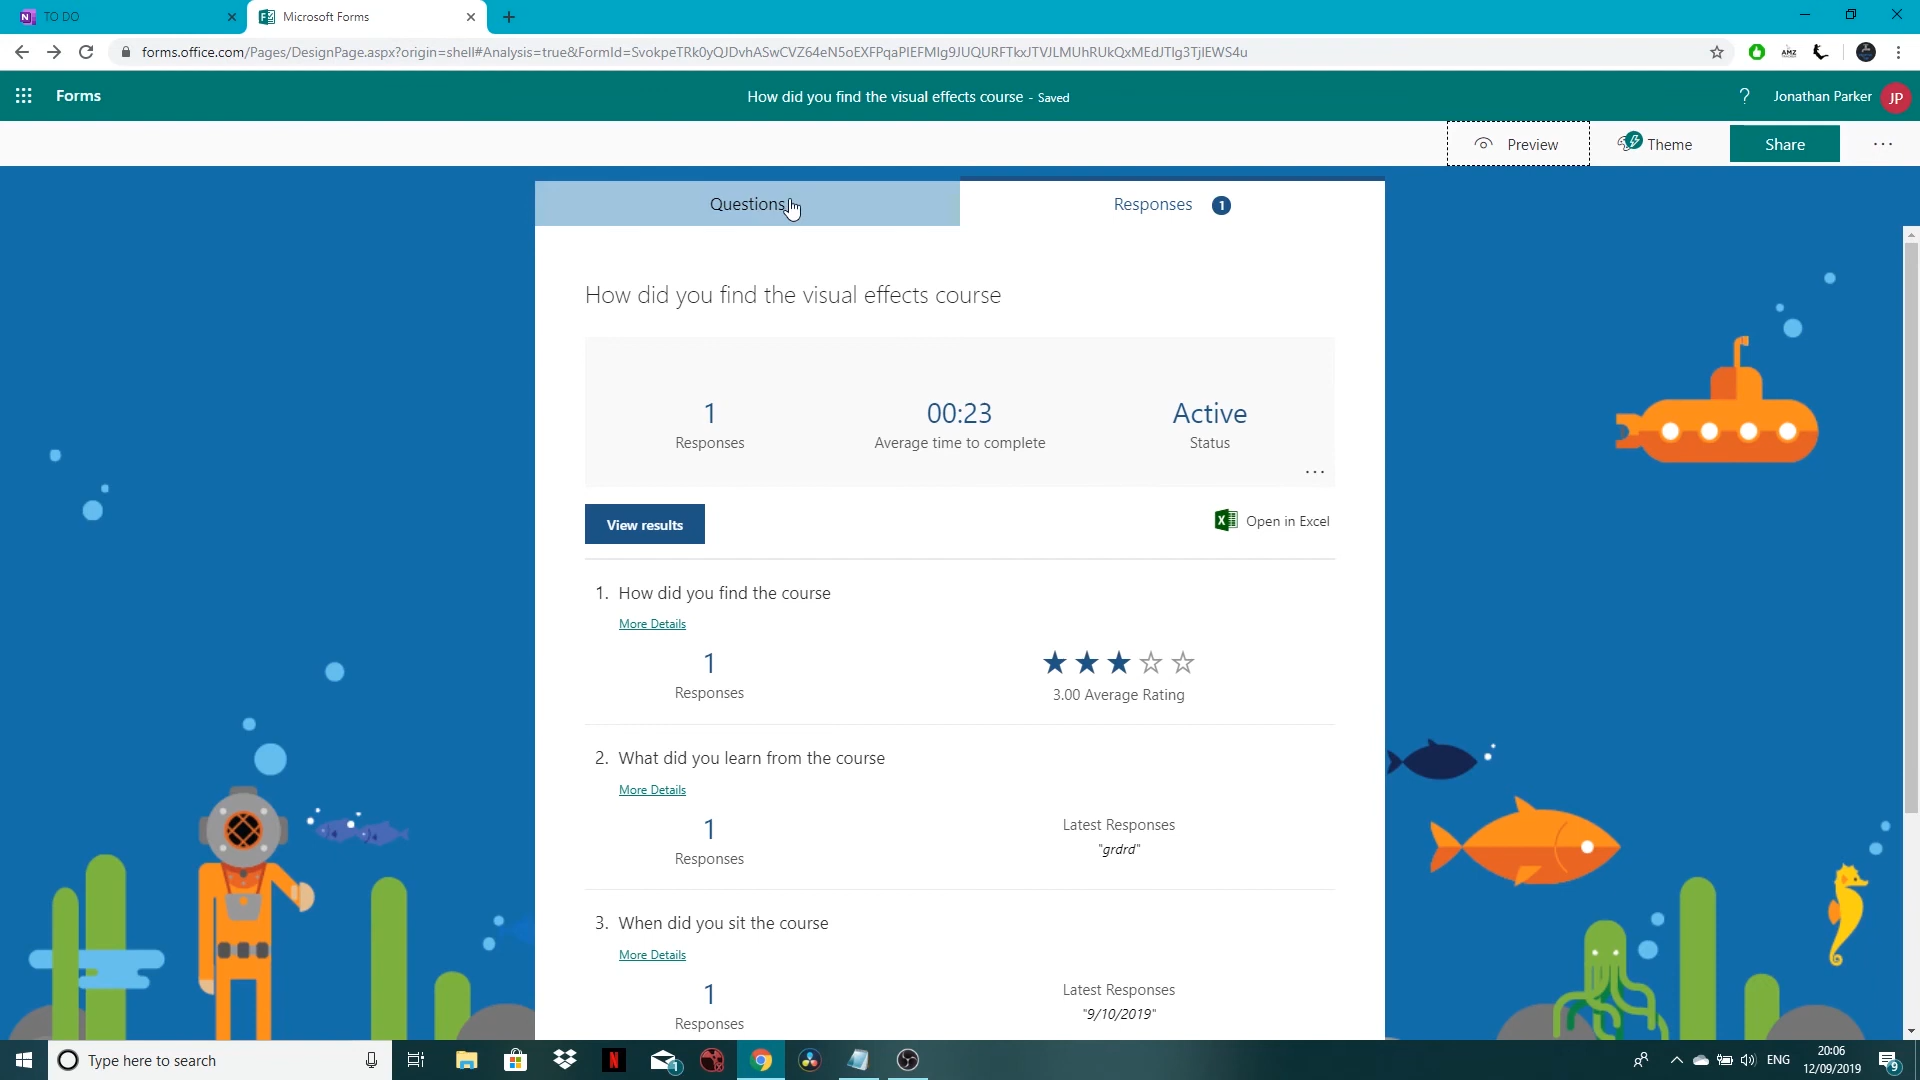 TO DO
Microsoft Forms
forms.office.com/Pages/DesignPage.aspx?origin=shell#Analysis=true&FormId=SvokpeTRk0yQJDvhASwCVZ64eN5oEXFPqaPIEFMIg9JUQURFTkxJTVJLMUhRUkQxMEdJTlg3TjlEWS4u
AMZ
Forms
How did you find the visual effects course - Saved
? Jonathan Parker JP
Preview
Theme
Share
Questions
Responses 1
How did you find the visual effects course
1
Responses
00:23
Average time to complete
Active
Status
View results
Open in Excel
1. How did you find the course
More Details
1
Responses
3.00 Average Rating
2. What did you learn from the course
More Details
1
Responses
Latest Responses
"grdrd"
3. When did you sit the course
More Details
1
Responses
Latest Responses
"9/10/2019"
Type here to search
1
ENG
20:06
12/09/2019
9